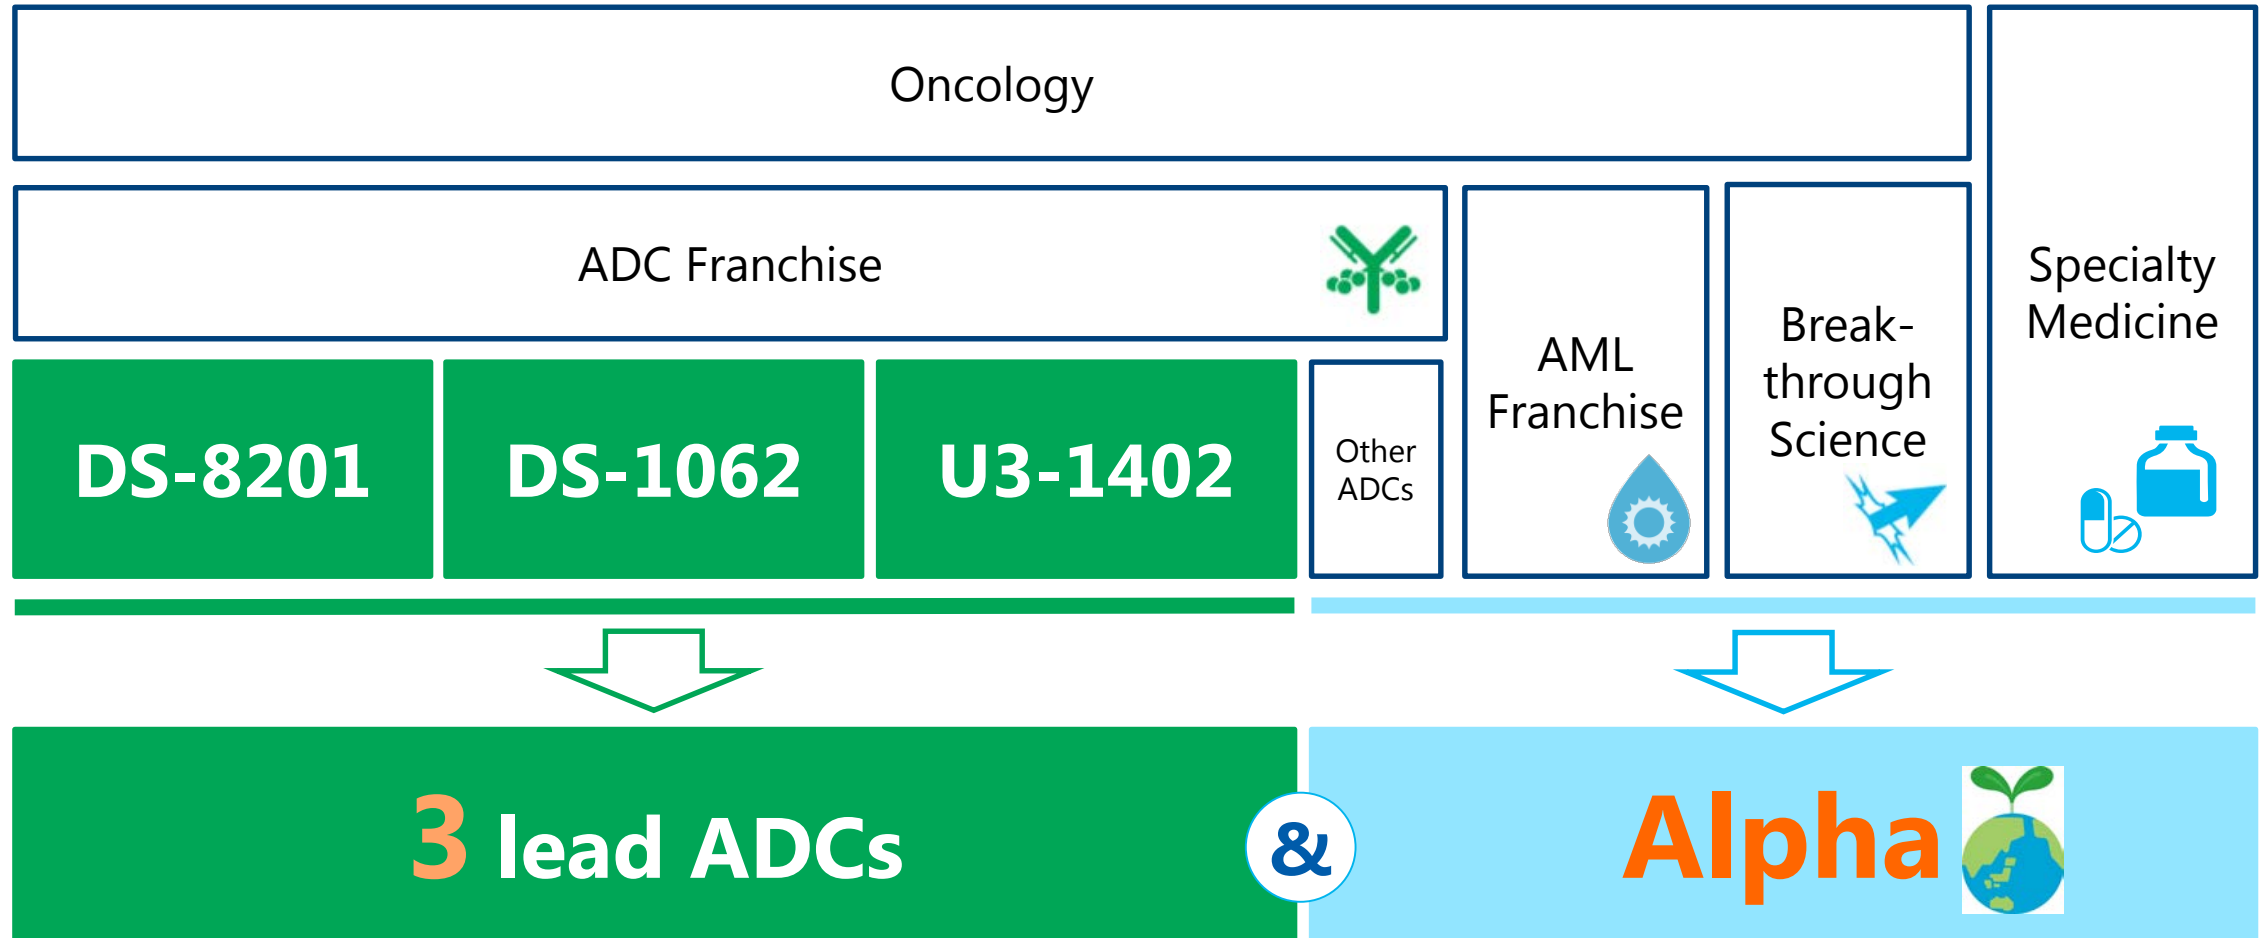 Oncology
ADC Franchise
DS-8201
DS-1062
U3-1402
Other
ADCs
AML
Franchise
Break-
through
Science
Specialty
Medicine
3 lead ADCs
&
Alpha